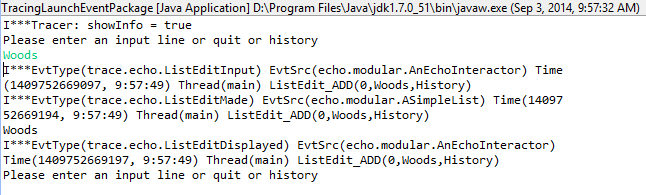 TracingLaunchEventPackage [Java Application] D:\Program Files\Java\jdk1.7.0_51\bin\javaw.exe (Sep 3, 2014, 9:57:32 AM)
I***Tracer: showInfo = true
Please enter an input line or quit or history
Woods
I***EvtType(trace.echo.ListEditInput) EvtSrc(echo.modular.AnEchoInteractor) Time
(1409752669097, 9:57:49) Thread(main) ListEdit_ADD(0,Woods,History)
I***EvtType(trace.echo.ListEditMade) EvtSrc(echo.modular.ASimpleList) Time(14097
52669194, 9:57:49) Thread(main) ListEdit_ADD(0,Woods,History)
Woods
I***EvtType(trace.echo.ListEditDisplayed) EvtSrc(echo.modular.AnEchoInteractor)
Time(1409752669197, 9:57:49) Thread(main) ListEdit_ADD(0,Woods,History)
Please enter an input line or quit or history